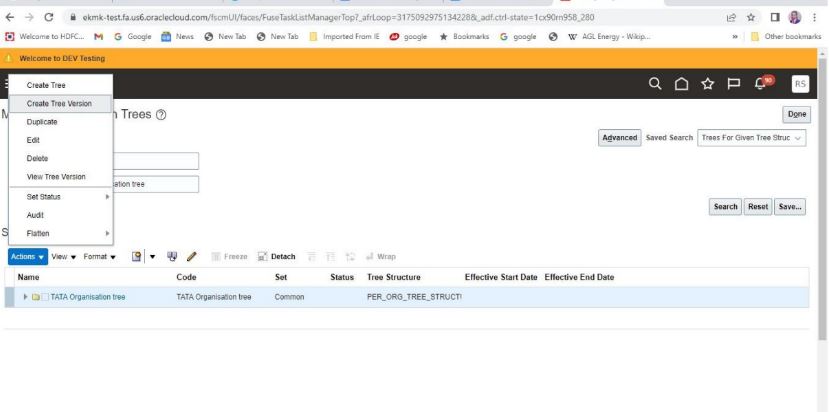 ekmk-test.fa.us6.oraclecloud.com/fscmUI/faces/FuseTaskListManagerTop?_afrLoop=31750929751342288&_adf.ctrl-state=1cx90rn958_280
Welcome to HDFC... Google News New Tab New Tab Imported From IE google Bookmarks google New Tab AGL Energy - Wikip... » Other bookmarks
Welcome to DEV Testing
Create Tree
Create Tree Version
Duplicate
Edit
Delete
View Tree Version
Set Status
Audit
Flatten
90 RS
n Trees
Done
Advanced Saved Search Trees For Given Tree Struc
ation tree
Search Reset Save...
Actions View Format Freeze Detach Wrap
Name Code Set Status Tree Structure Effective Start Date Effective End Date
TATA Organisation tree TATA Organisation tree Common PER_ORG_TREE_STRUCT